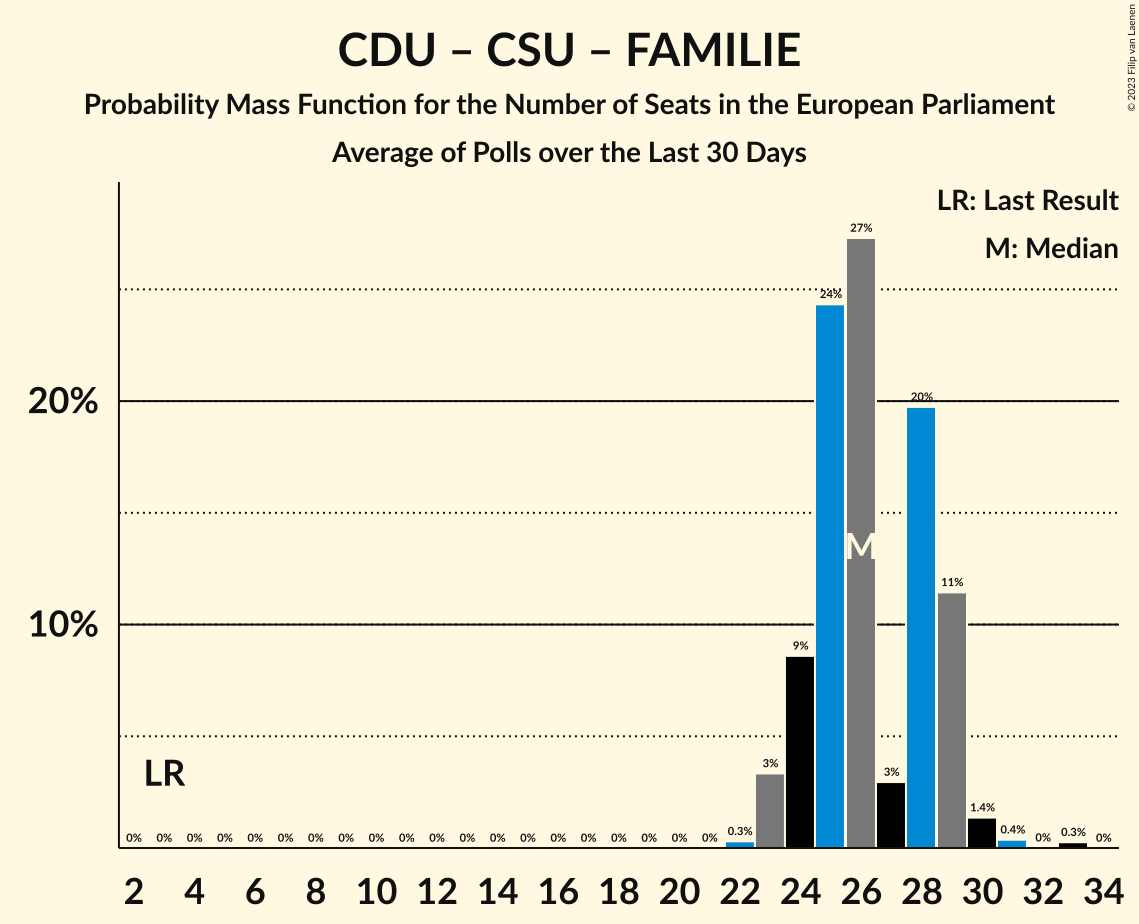 CDU – CSU – FAMILIE
Probability Mass Function for the Number of Seats in the European Parliament
Average of Polls over the Last 30 Days
© 2023 Filip van Laenen
LR: Last Result
M: Median
27%
24%
20%
20%
M
11%
10%
9%
3%
3%
LR
1.4%
0.4%
0.3%
0.3%
0% 0% 0% 0% 0% 0% 0% 0% 0% 0% 0% 0% 0% 0% 0% 0% 0% 0% 0% 0% 0% 0%
2 4 6 8 10 12 14 16 18 20 22 24 26 28 30 32 34